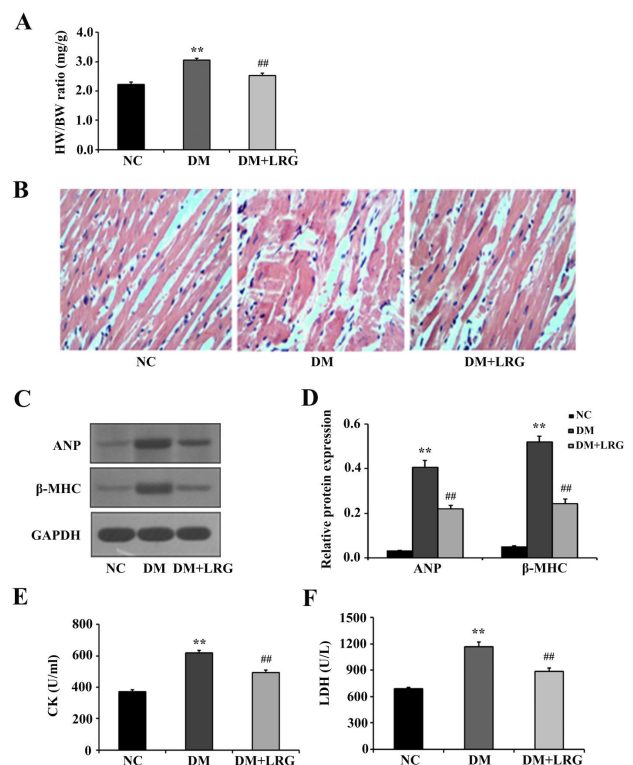 A
HW/BW ratio (mg/g)
4.0
3.0
2.0
1.0
0.0
**
##
NC
DM
DM+LRG
B
NC
DM
DM+LRG
C
ANP
β-MHC
GAPDH
NC
DM
DM+LRG
D
Relative protein expression
0.6
0.4
0.2
0.0
**
##
**
##
NC
DM
DM+LRG
ANP
β-MHC
E
CK (U/ml)
800
600
400
200
0
**
##
NC
DM
DM+LRG
F
LDH (U/L)
1500
1200
900
600
300
0
**
##
NC
DM
DM+LRG